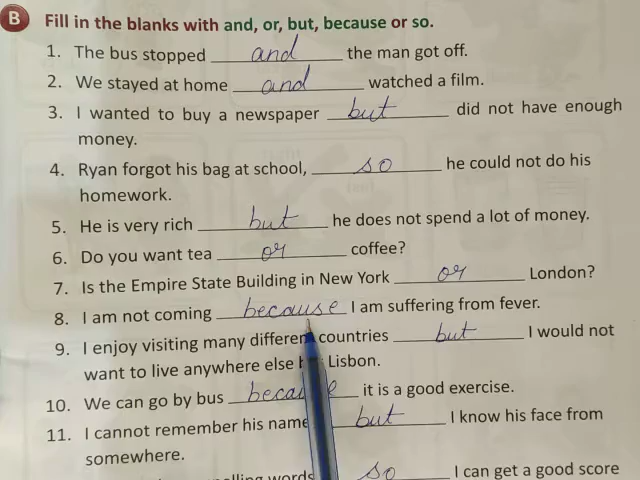 B Fill in the blanks with and, or, but, because or so.
1. The bus stopped and the man got off.
2. We stayed at home and watched a film.
3. I wanted to buy a newspaper but did not have enough
money.
4. Ryan forgot his bag at school, so he could not do his
homework.
5. He is very rich but he does not spend a lot of money.
6. Do you want tea or coffee?
7. Is the Empire State Building in New York or London?
8. I am not coming because I am suffering from fever.
9. I enjoy visiting many different countries but I would not
want to live anywhere else Lisbon.
10. We can go by bus because it is a good exercise.
11. I cannot remember his name but I know his face from
somewhere.
words so I can get a good score